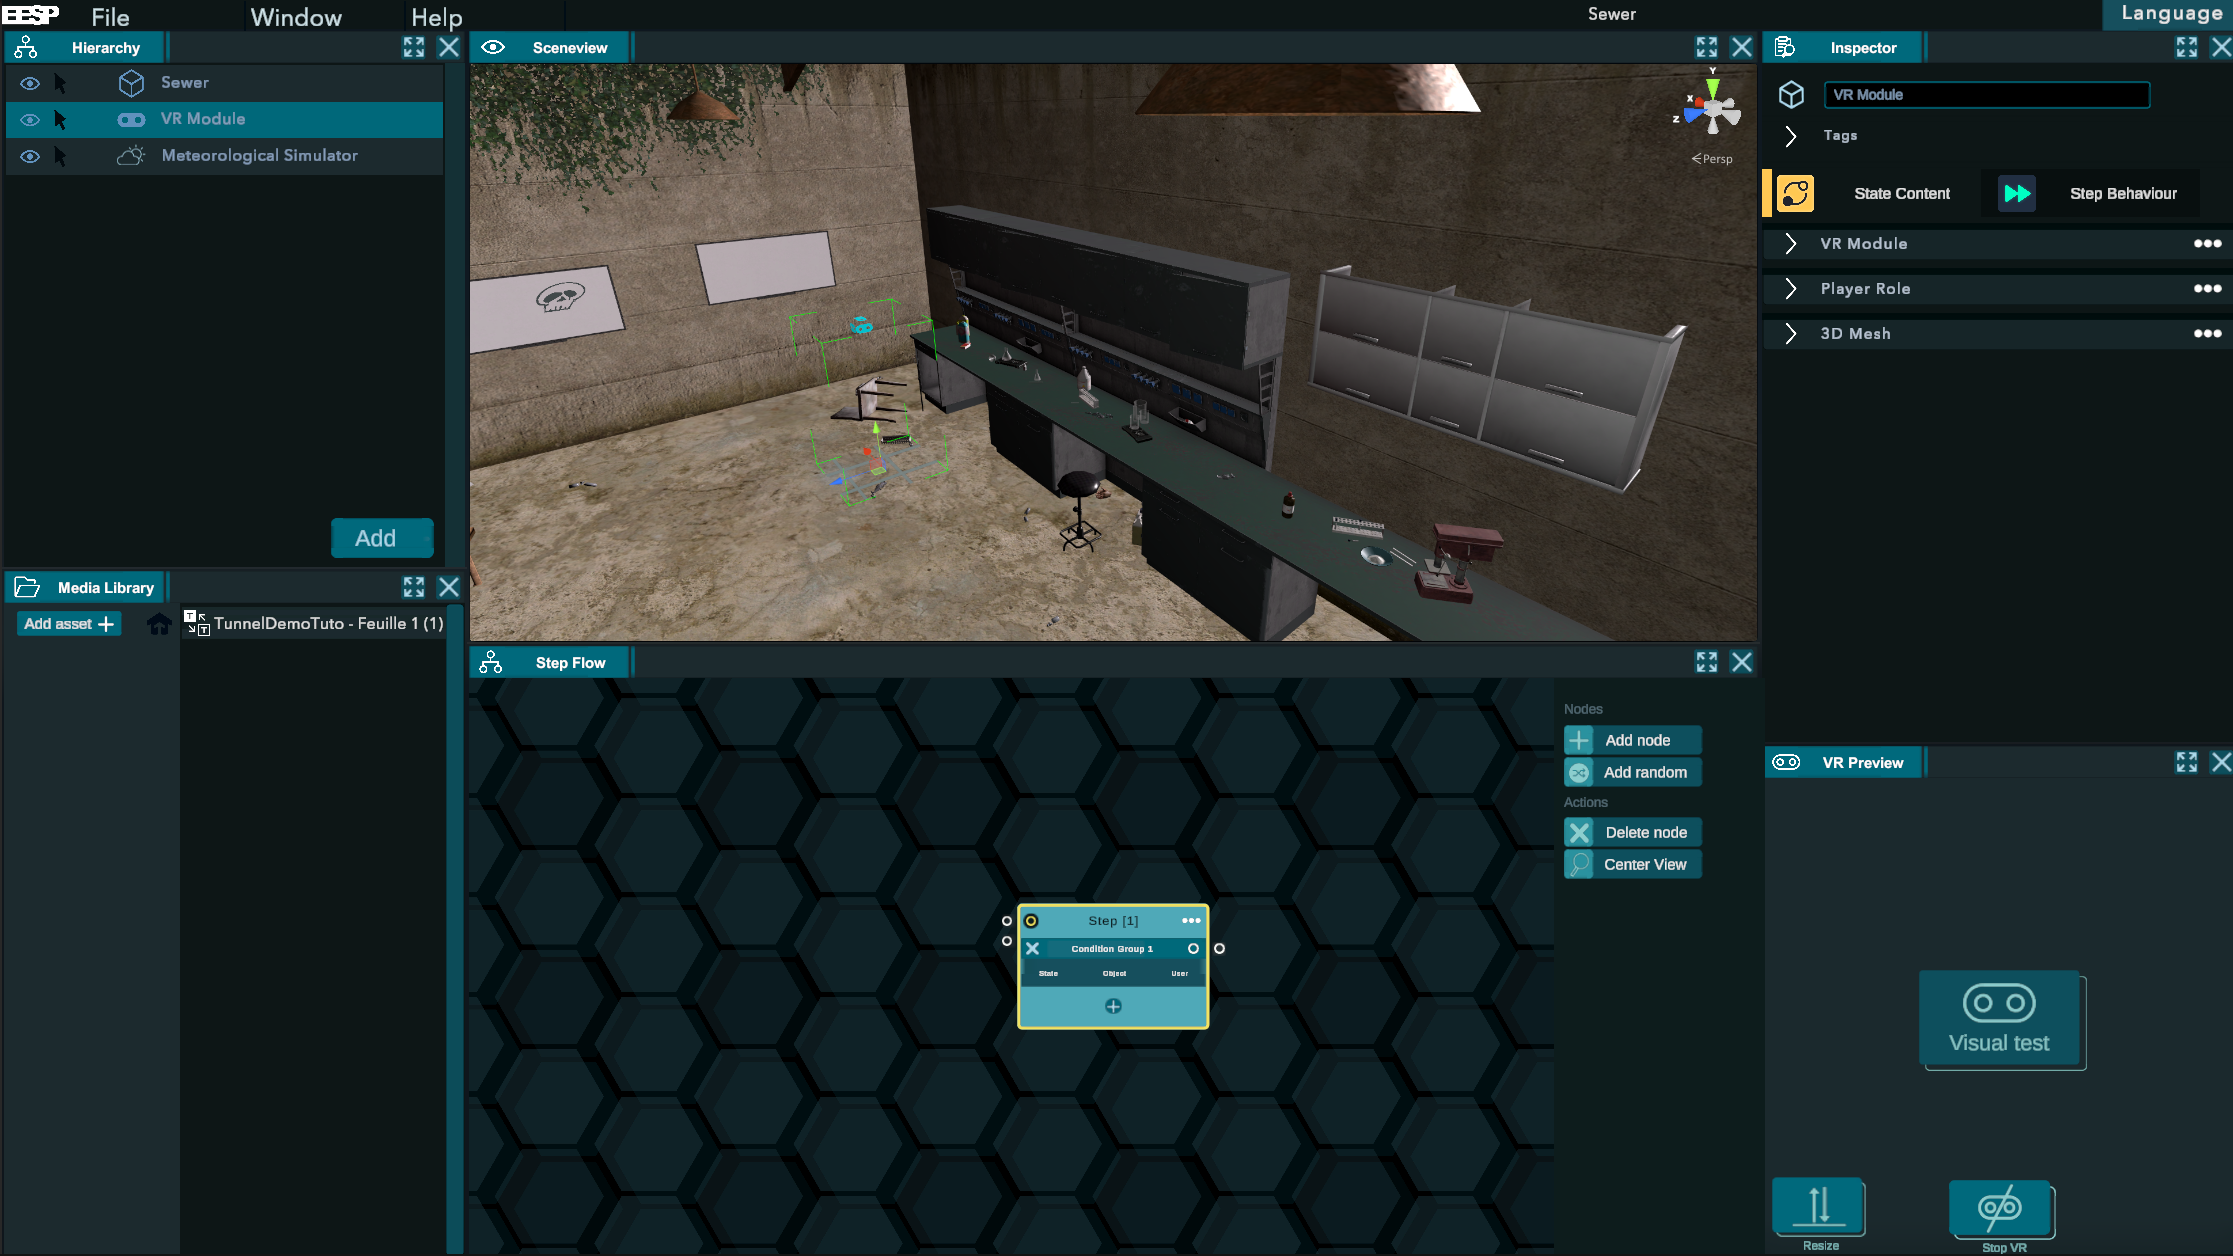 EESP
File
Window
Help
Sewer
Language
Hierarchy
Sewer
VR Module
Meteorological Simulator
Add
Media Library
Add asset
TunnelDemoTuto - Feuille 1 (1)
Sceneview
Y
X
Z
Persp
Step Flow
Nodes
Add node
Add random
Actions
Delete node
Center View
Step [1]
Condition Group 1
State
Object
User
Inspector
VR Module
Tags
State Content
Step Behaviour
VR Module
Player Role
3D Mesh
VR Preview
Visual test
Resize
Stop VR